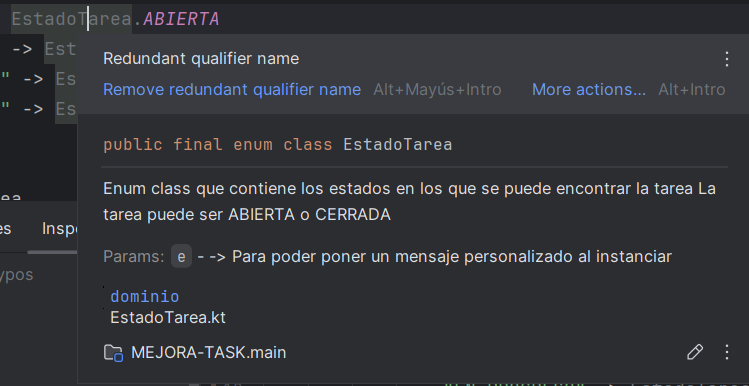 EstadoTarea.ABIERTA
-> Est
" -> Es
" -> Es
Redundant qualifier name
Remove redundant qualifier name Alt+Mayús+Intro More actions... Alt+Intro
public final enum class EstadoTarea
Enum class que contiene los estados en los que se puede encontrar la tarea La
tarea puede ser ABIERTA o CERRADA
Params: e - -> Para poder poner un mensaje personalizado al instanciar
dominio
EstadoTarea.kt
MEJORA-TASK.main
ea
es Inspe
ypos